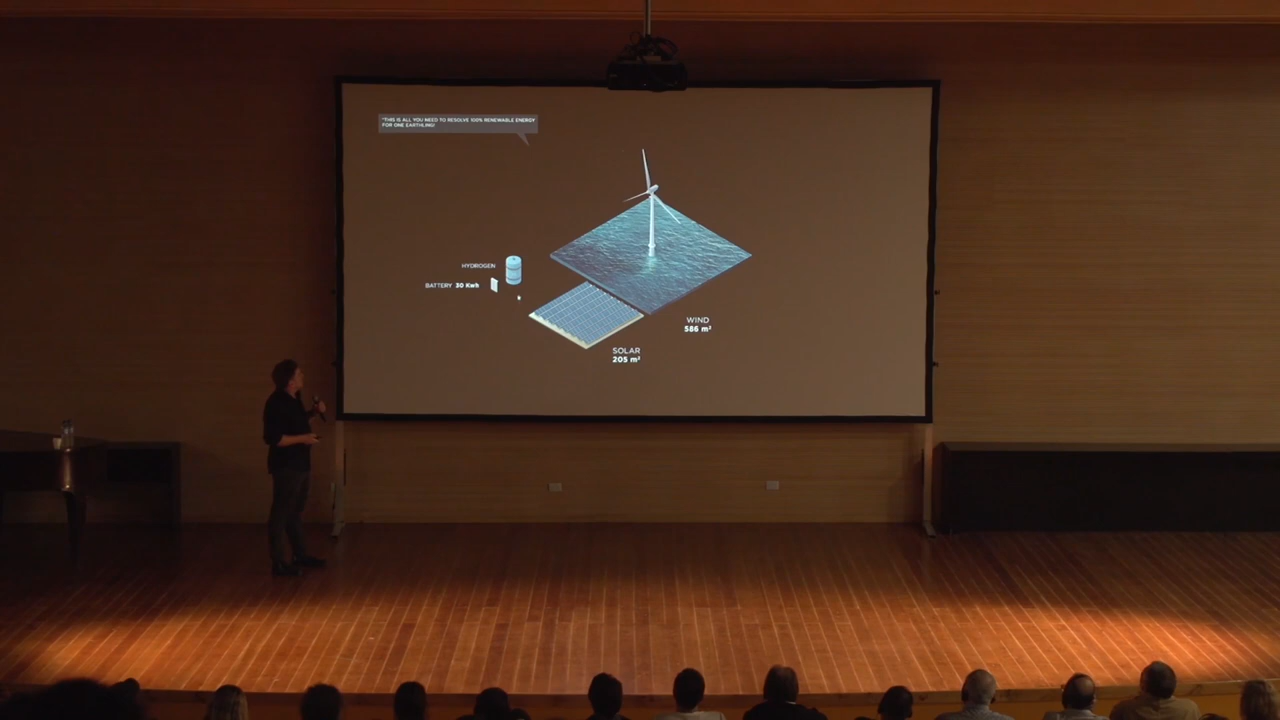 "THIS IS ALL YOU NEED TO RESOLVE 100% RENEWABLE ENERGY
FOR ONE EARTHLING!
HYDROGEN
BATTERY 30 Kwh
WIND
586 m²
SOLAR
205 m²